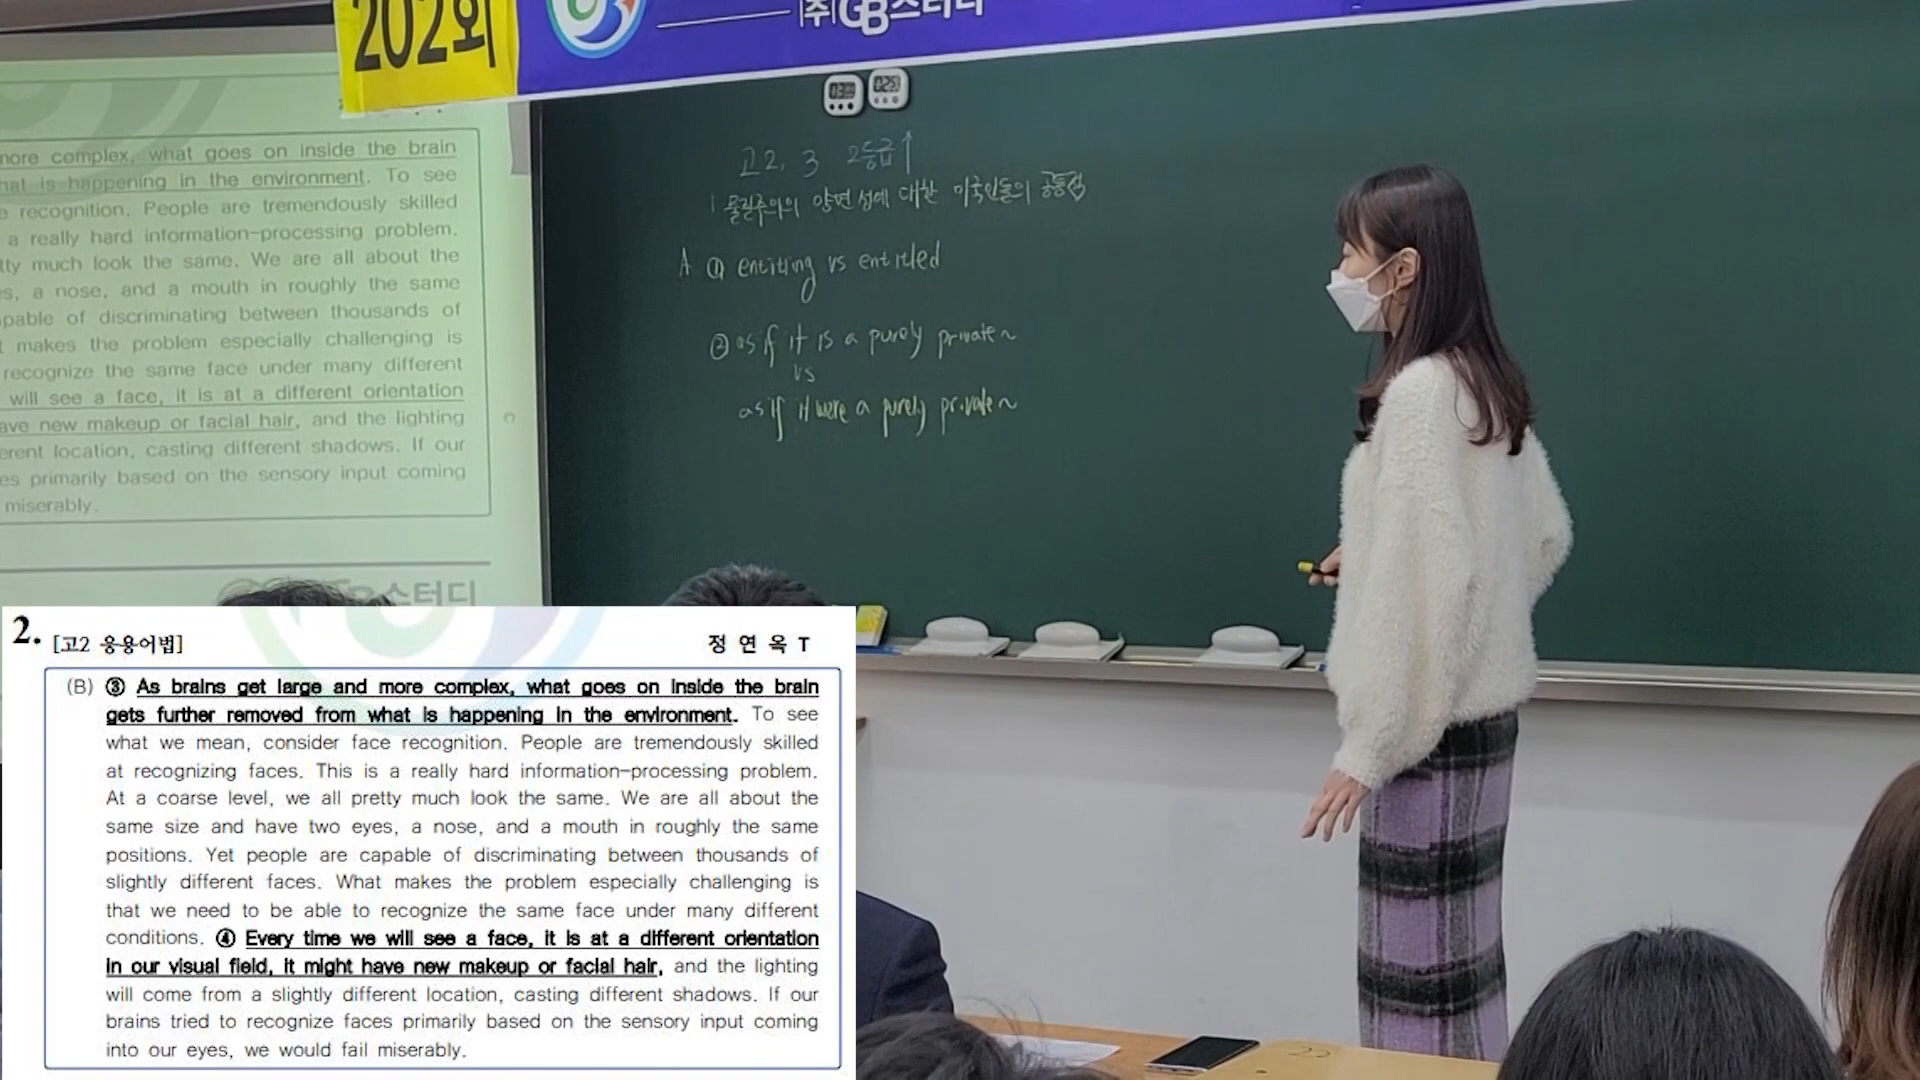 202회
(주)GB스터디
고2, 3 2등급↑
물질주의의 양면성에 대한 미국인들의 공통점
A ① entitling vs entitled
② as if it is a purely private ~
vs
as if it were a purely private ~
more complex, what goes on inside the brain
hat is happening in the environment. To see
e recognition. People are tremendously skilled
a really hard information-processing problem.
tty much look the same. We are all about the
s, a nose, and a mouth in roughly the same
pable of discriminating between thousands of
t makes the problem especially challenging is
recognize the same face under many different
will see a face, it is at a different orientation
ave new makeup or facial hair, and the lighting
erent location, casting different shadows. If our
es primarily based on the sensory input coming
miserably.
스터디
2. [고2 응용어법] 정 연 옥 T
(B) ③ As brains get large and more complex, what goes on inside the brain
gets further removed from what is happening in the environment. To see
what we mean, consider face recognition. People are tremendously skilled
at recognizing faces. This is a really hard information-processing problem.
At a coarse level, we all pretty much look the same. We are all about the
same size and have two eyes, a nose, and a mouth in roughly the same
positions. Yet people are capable of discriminating between thousands of
slightly different faces. What makes the problem especially challenging is
that we need to be able to recognize the same face under many different
conditions. ④ Every time we will see a face, it is at a different orientation
in our visual field, it might have new makeup or facial hair, and the lighting
will come from a slightly different location, casting different shadows. If our
brains tried to recognize faces primarily based on the sensory input coming
into our eyes, we would fail miserably.
22